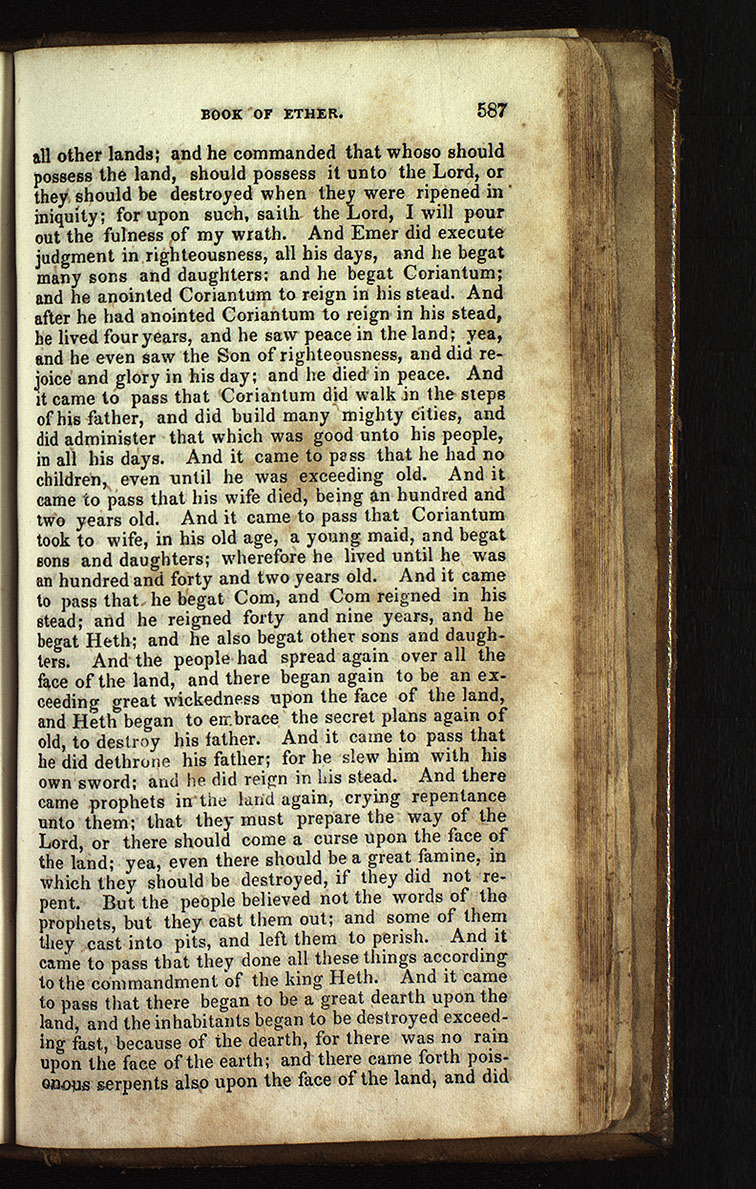 BOOK OF ETHER. 587
all other lands; and he commanded that whoso should
possess the land, should possess it unto the Lord, or
they should be destroyed when they were ripened in
iniquity; for upon such, saith the Lord, I will pour
out the fulness of my wrath. And Emer did execute
judgment in righteousness, all his days, and he begat
many sons and daughters: and he begat Coriantum;
and he anointed Coriantum to reign in his stead. And
after he had anointed Coriantum to reign in his stead,
he lived four years, and he saw peace in the land; yea,
and he even saw the Son of righteousness, and did re-
joice and glory in his day; and he died in peace. And
it came to pass that Coriantum did walk in the steps
of his father, and did build many mighty cities, and
did administer that which was good unto his people,
in all his days. And it came to pass that he had no
children, even until he was exceeding old. And it
came to pass that his wife died, being an hundred and
two years old. And it came to pass that Coriantum
took to wife, in his old age, a young maid, and begat
sons and daughters; wherefore he lived until he was
an hundred and forty and two years old. And it came
to pass that he begat Com, and Com reigned in his
stead; and he reigned forty and nine years, and he
begat Heth; and he also begat other sons and daugh-
ters. And the people had spread again over all the
face of the land, and there began again to be an ex-
ceeding great wickedness upon the face of the land,
and Heth began to embrace the secret plans again of
old, to destroy his father. And it came to pass that
he did dethrone his father; for he slew him with his
own sword; and he did reign in his stead. And there
came prophets in the land again, crying repentance
unto them; that they must prepare the way of the
Lord, or there should come a curse upon the face of
the land; yea, even there should be a great famine, in
which they should be destroyed, if they did not re-
pent. But the people believed not the words of the
prophets, but they cast them out; and some of them
they cast into pits, and left them to perish. And it
came to pass that they done all these things according
to the commandment of the king Heth. And it came
to pass that there began to be a great dearth upon the
land, and the inhabitants began to be destroyed exceed-
ing fast, because of the dearth, for there was no rain
upon the face of the earth; and there came forth pois-
onous serpents also upon the face of the land, and did